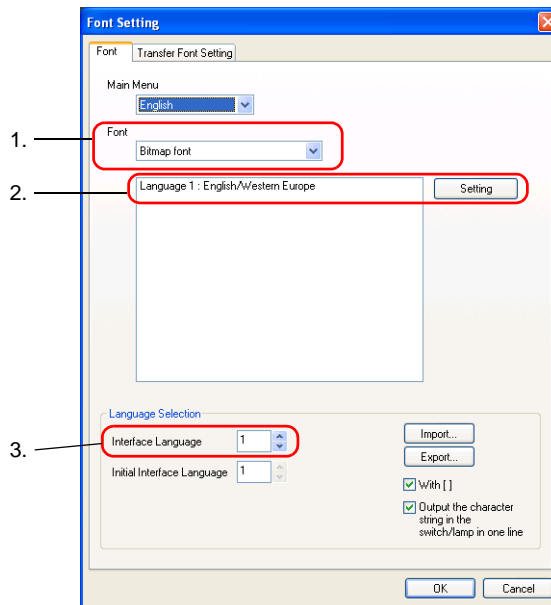 Font Setting
Font
Transfer Font Setting
Main Menu
English
1.
Font
Bitmap font
2.
Language 1 : English/Western Europe
Setting
Language Selection
3.
Interface Language
1
Initial Interface Language
1
Import...
Export...
With [ ]
Output the character
string in the
switch/lamp in one line
OK
Cancel